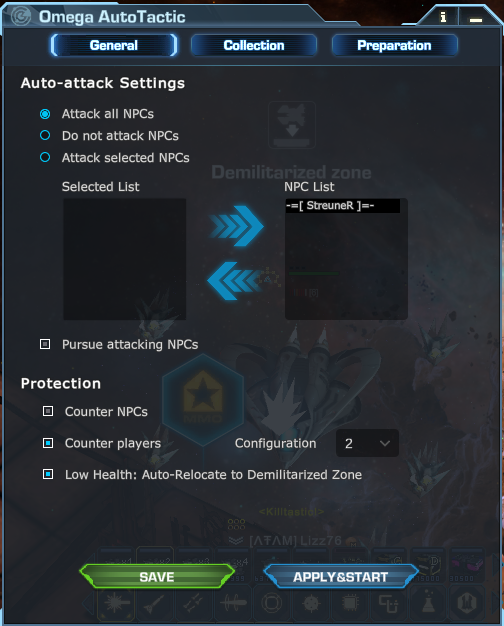 Omega AutoTactic
General
Collection
Preparation
Auto-attack Settings
Attack all NPCs
Do not attack NPCs
Attack selected NPCs
Demilitarized zone
Selected List
NPC List
-=[ StreuneR ]=-
Pursue attacking NPCs
Protection
Counter NPCs
Counter players
Configuration
2
Low Health: Auto-Relocate to Demilitarized Zone
[ATAM] Lizz76
SAVE
APPLY&START